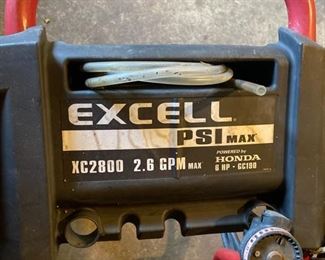 EXCELL
PSI MAX
XC2800 2.6 GPM MAX
POWERED by
HONDA
6 HP - GC190